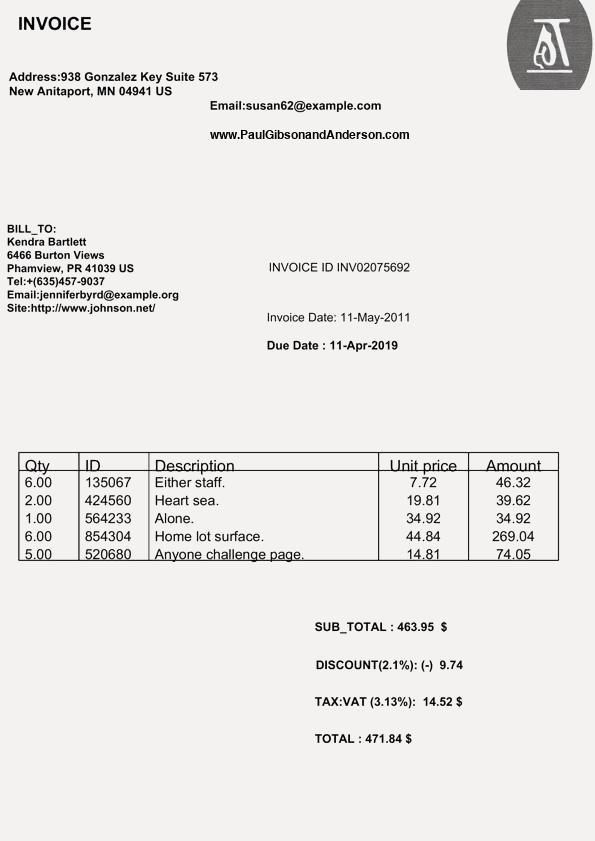 INVOICE
Address:938 Gonzalez Key Suite 573
New Anitaport, MN 04941 US
Email:susan62@example.com
www.PaulGibsonandAnderson.com
BILL_TO:
Kendra Bartlett
6466 Burton Views
Phamview, PR 41039 US
Tel:+(635)457-9037
Email:jenniferbyrd@example.org
Site:http://www.johnson.net/
INVOICE ID INV02075692
Invoice Date: 11-May-2011
Due Date : 11-Apr-2019
Qty ID Description Unit price Amount
6.00 135067 Either staff. 7.72 46.32
2.00 424560 Heart sea. 19.81 39.62
1.00 564233 Alone. 34.92 34.92
6.00 854304 Home lot surface. 44.84 269.04
5.00 520680 Anyone challenge page. 14.81 74.05
SUB_TOTAL : 463.95 $
DISCOUNT(2.1%): (-) 9.74
TAX:VAT (3.13%): 14.52 $
TOTAL : 471.84 $